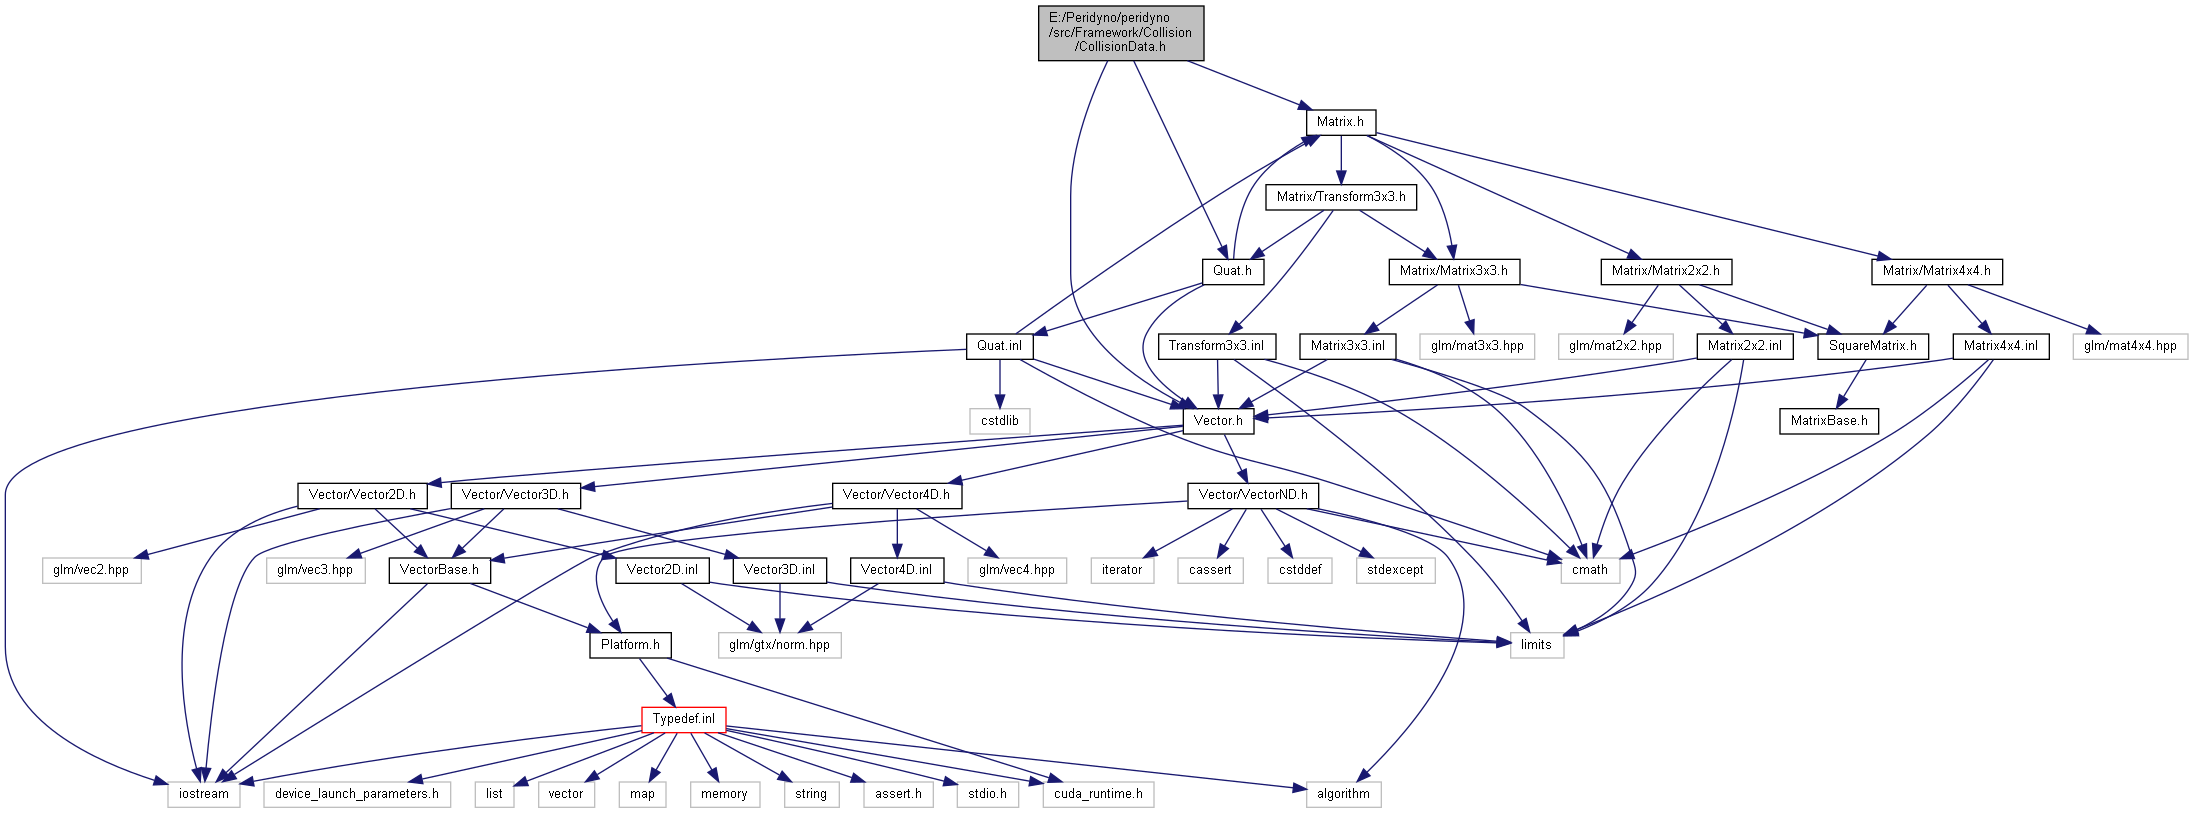 E:/Peridyno/peridyno
/src/Framework/Collision
/CollisionData.h
Matrix.h
Matrix/Transform3x3.h
Quat.h
Matrix/Matrix3x3.h
Matrix/Matrix2x2.h
Matrix/Matrix4x4.h
Quat.inl
Transform3x3.inl
Matrix3x3.inl
glm/mat3x3.hpp
glm/mat2x2.hpp
Matrix2x2.inl
SquareMatrix.h
Matrix4x4.inl
glm/mat4x4.hpp
cstdlib
Vector.h
MatrixBase.h
Vector/Vector2D.h
Vector/Vector3D.h
Vector/Vector4D.h
Vector/VectorND.h
glm/vec2.hpp
glm/vec3.hpp
VectorBase.h
Vector2D.inl
Vector3D.inl
Vector4D.inl
glm/vec4.hpp
iterator
cassert
cstddef
stdexcept
cmath
Platform.h
glm/gtx/norm.hpp
limits
Typedef.inl
iostream
device_launch_parameters.h
list
vector
map
memory
string
assert.h
stdio.h
cuda_runtime.h
algorithm